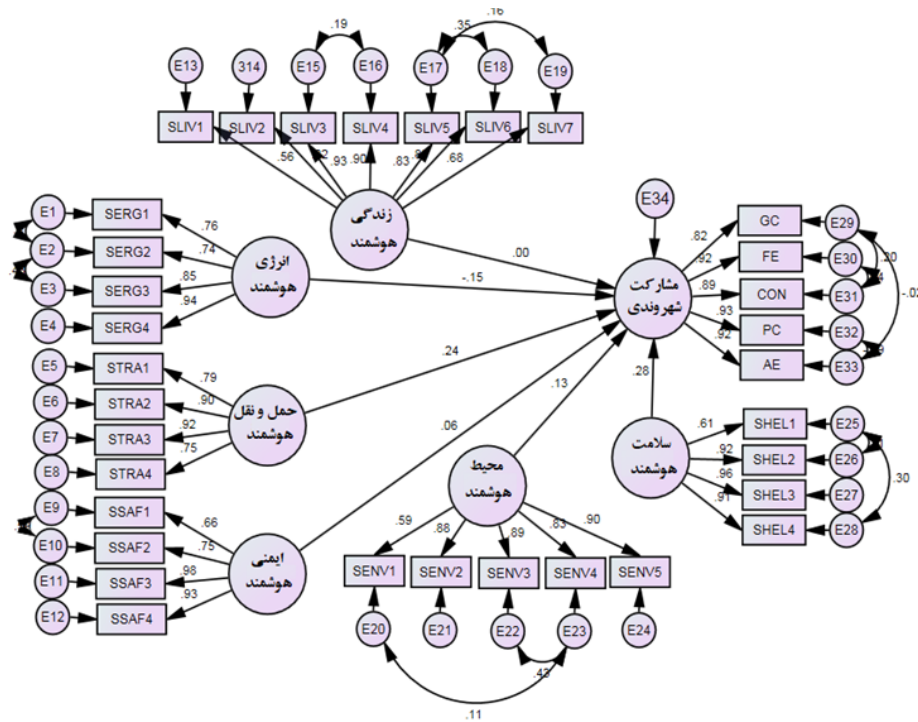 .19
.35
.16
E13
314
E15
E16
E17
E18
E19
SLIV1
SLIV2
SLIV3
SLIV4
SLIV5
SLIV6
SLIV7
.56
.93
.90
.83
.68
زندگی
هوشمند
E34
E1
SERG1
.76
E2
SERG2
.74
E3
SERG3
.85
E4
SERG4
.94
انرژی
هوشمند
.00
-.15
مشارکت
شهروندی
.82
GC
E29
.92
FE
E30
.20
.89
CON
E31
-.02
.93
PC
E32
.92
AE
E33
E5
STRA1
.79
E6
STRA2
.90
E7
STRA3
.92
E8
STRA4
.75
حمل و نقل
هوشمند
.24
.06
.13
.28
محیط
هوشمند
سلامت
هوشمند
.61
SHEL1
E25
.92
SHEL2
E26
.96
SHEL3
E27
.30
.91
SHEL4
E28
E9
SSAF1
.66
E10
SSAF2
.75
E11
SSAF3
.98
E12
SSAF4
.93
ایمنی
هوشمند
.59
.88
.89
.83
.90
SENV1
SENV2
SENV3
SENV4
SENV5
E20
E21
E22
E23
E24
.43
.11